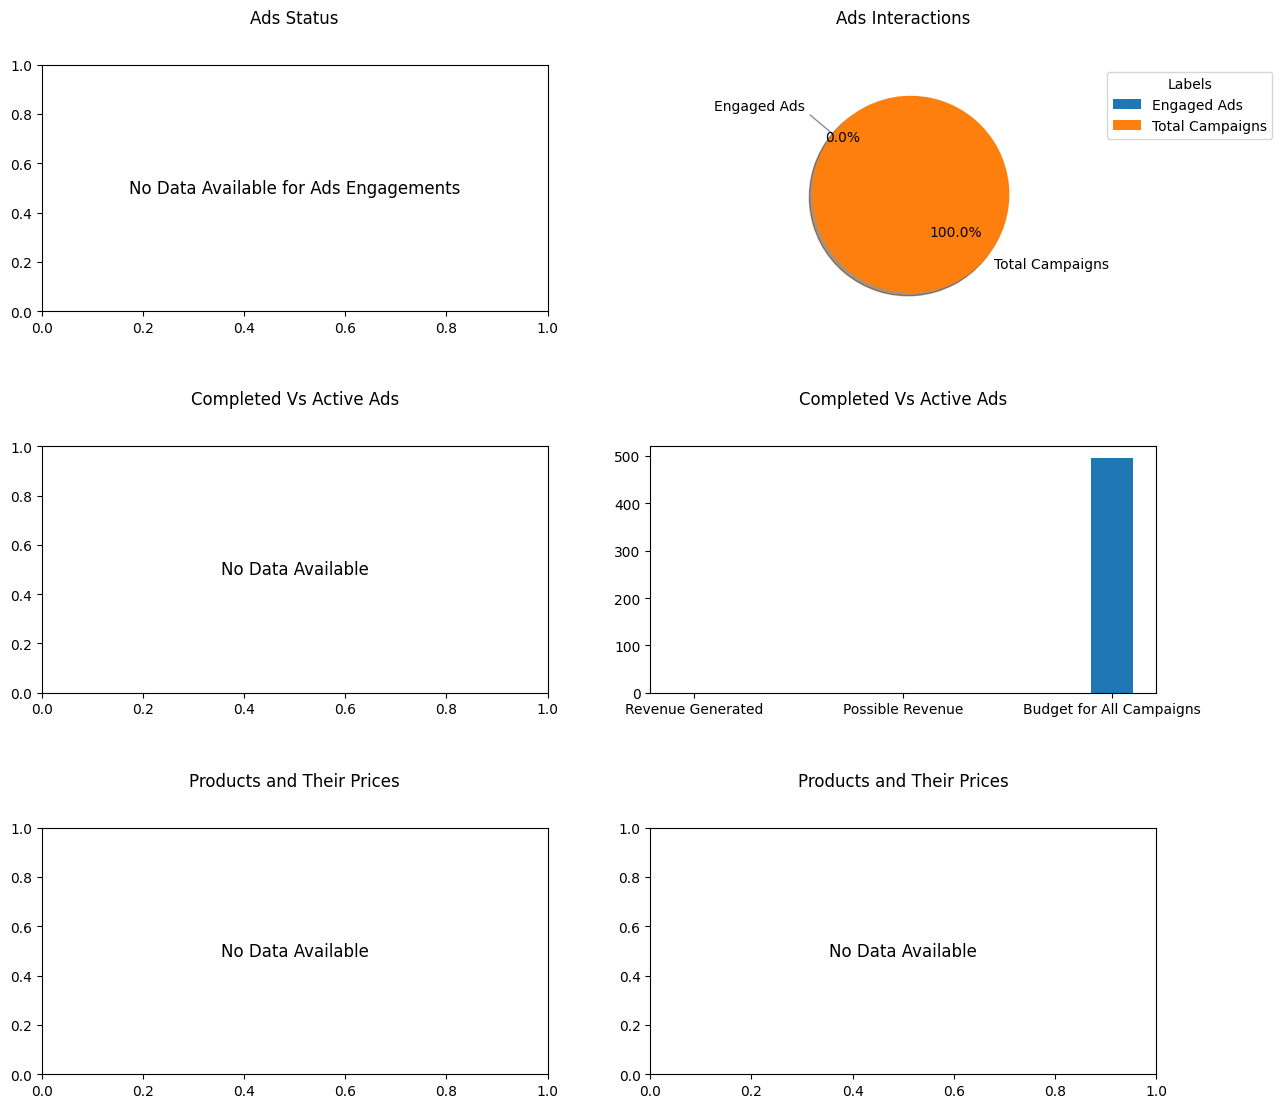 Ads Status
1.0
0.8
0.6
0.4
0.2
0.0
No Data Available for Ads Engagements
0.0 0.2 0.4 0.6 0.8 1.0
Ads Interactions
Engaged Ads
0.0%
100.0%
Total Campaigns
Labels
Engaged Ads
Total Campaigns
Completed Vs Active Ads
1.0
0.8
0.6
0.4
0.2
0.0
No Data Available
0.0 0.2 0.4 0.6 0.8 1.0
Completed Vs Active Ads
500
400
300
200
100
0
Revenue Generated Possible Revenue Budget for All Campaigns
Products and Their Prices
1.0
0.8
0.6
0.4
0.2
0.0
No Data Available
0.0 0.2 0.4 0.6 0.8 1.0
Products and Their Prices
1.0
0.8
0.6
0.4
0.2
0.0
No Data Available
0.0 0.2 0.4 0.6 0.8 1.0